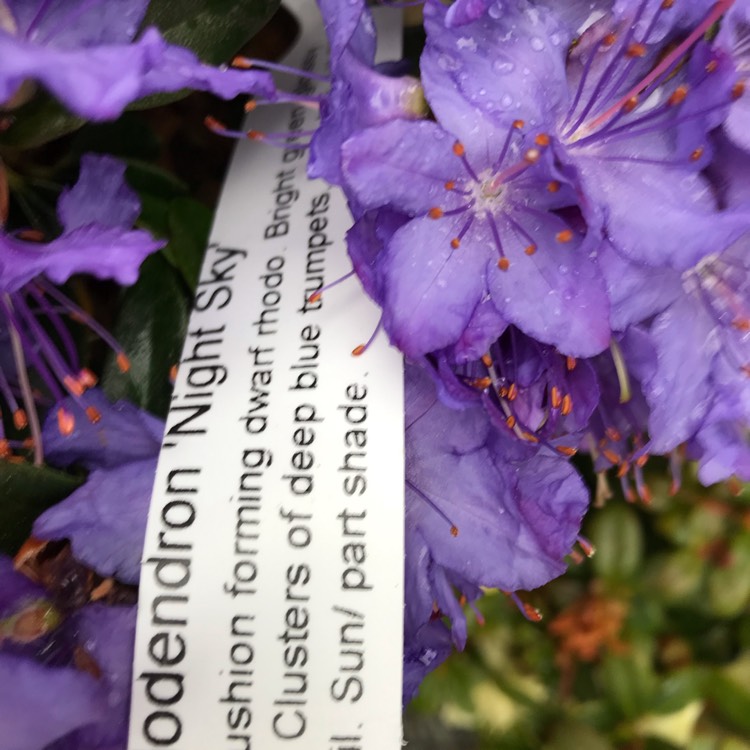 odendron 'Night Sky'
ushion forming dwarf rhodo. Bright green
Clusters of deep blue trumpets
il. Sun/ part shade.